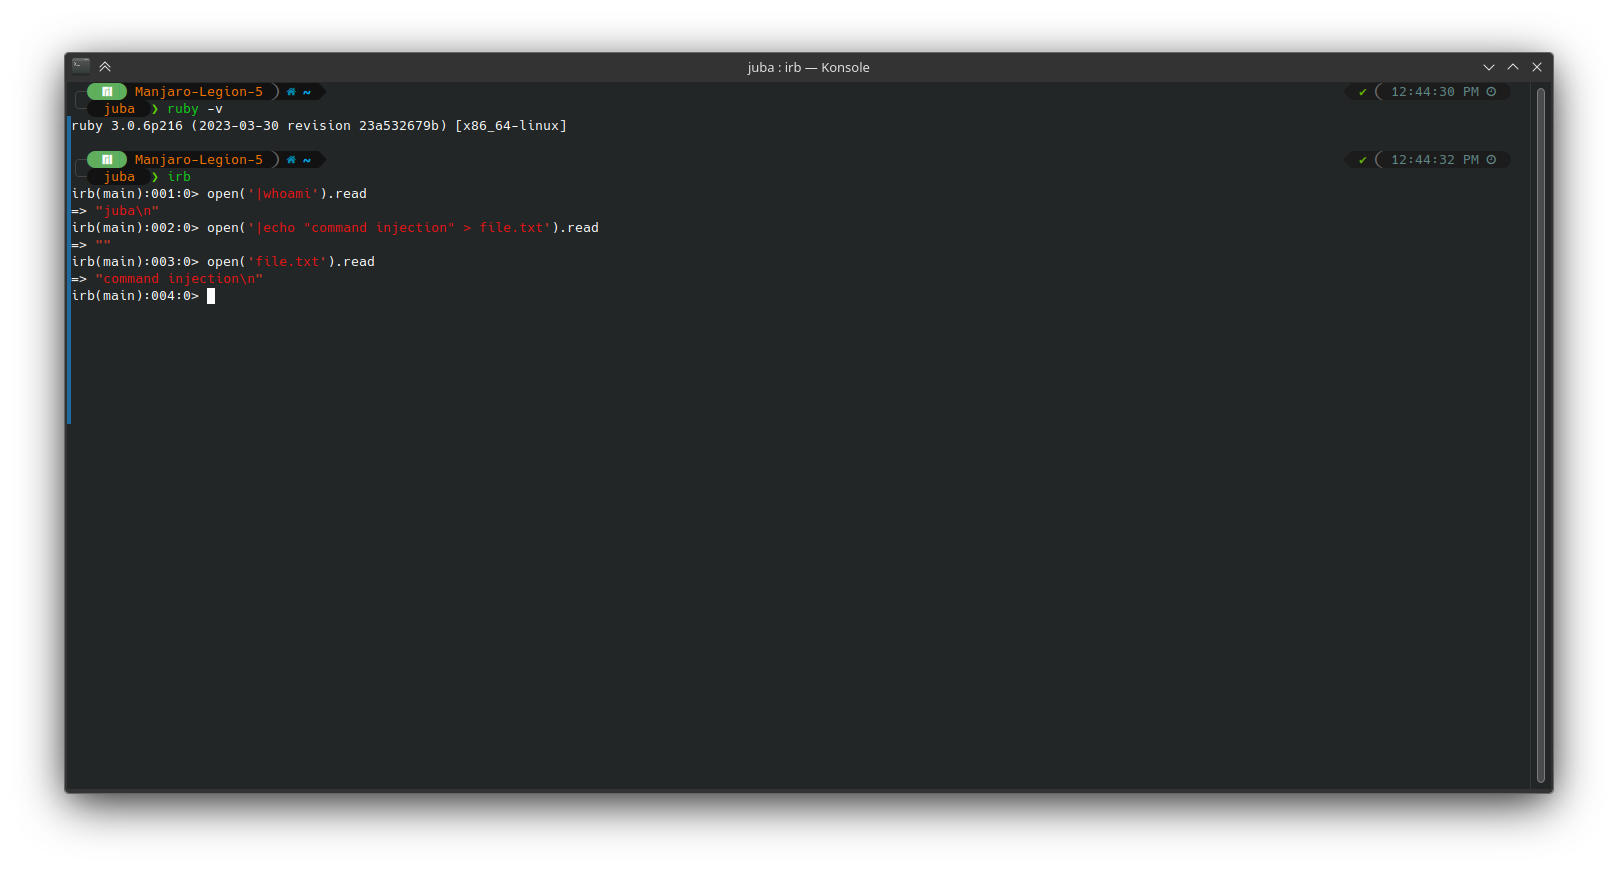 juba : irb — Konsole
Manjaro-Legion-5 ~ ✔ 12:44:30 PM
juba ❯ ruby -v
ruby 3.0.6p216 (2023-03-30 revision 23a532679b) [x86_64-linux]
Manjaro-Legion-5 ~ ✔ 12:44:32 PM
juba ❯ irb
irb(main):001:0> open('|whoami').read
=> "juba\n"
irb(main):002:0> open('|echo "command injection" > file.txt').read
=> ""
irb(main):003:0> open('file.txt').read
=> "command injection\n"
irb(main):004:0>